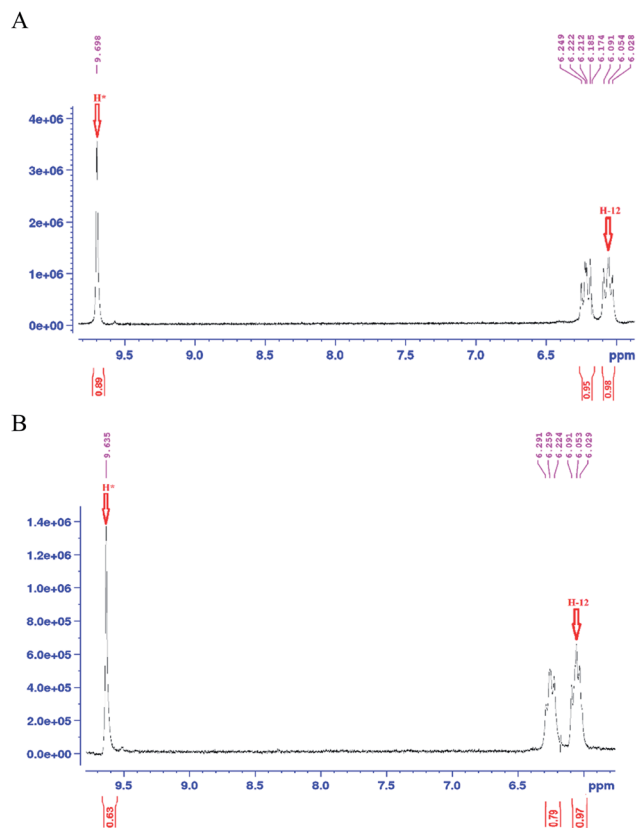 A
9.698
6.249
6.222
6.212
6.185
6.174
6.091
6.054
6.028
H*
H-12
4e+06
3e+06
2e+06
1e+06
0e+00
9.5
9.0
8.5
8.0
7.5
7.0
6.5
ppm
0.89
0.95
0.98
B
9.635
6.291
6.259
6.224
6.091
6.053
6.029
H*
H-12
1.4e+06
1.2e+06
1.0e+06
8.0e+05
6.0e+05
4.0e+05
2.0e+05
0.0e+00
9.5
9.0
8.5
8.0
7.5
7.0
6.5
ppm
0.63
0.79
0.97